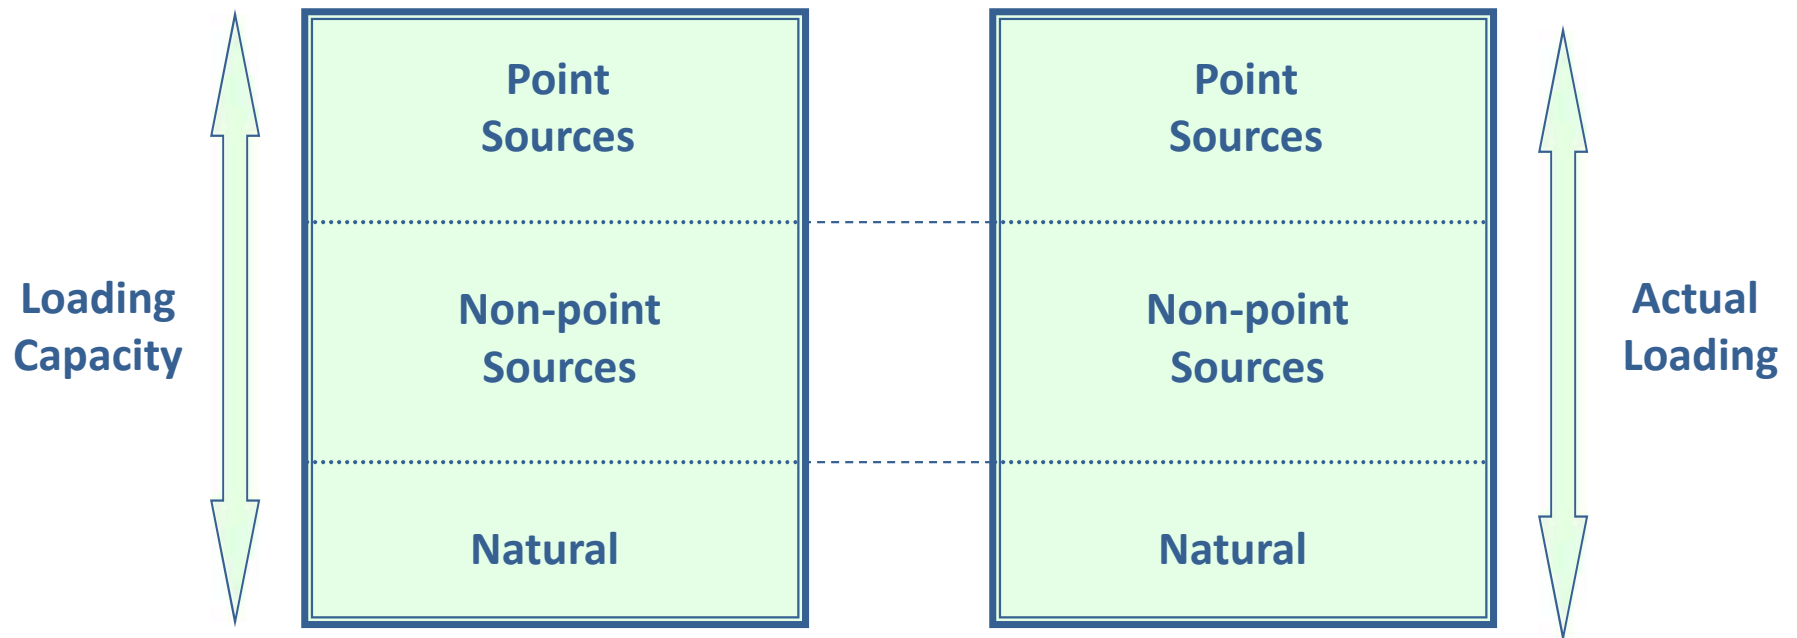 Loading
Capacity
Point
Sources
Non-point
Sources
Natural
Point
Sources
Non-point
Sources
Natural
Actual
Loading